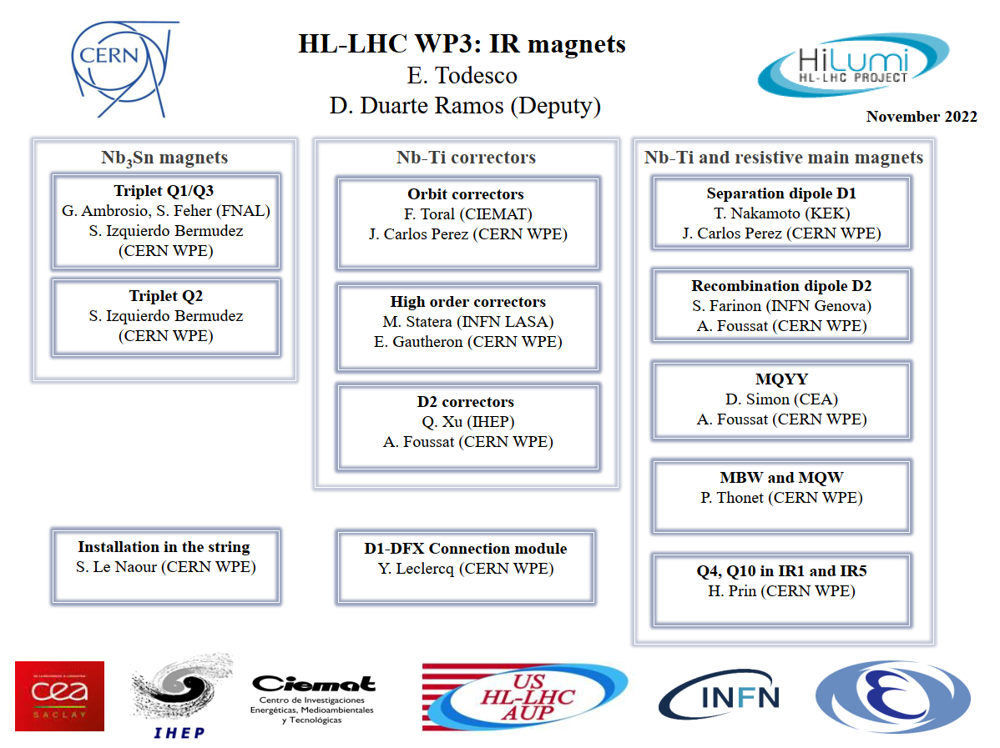 CERN
HL-LHC WP3: IR magnets
E. Todesco
D. Duarte Ramos (Deputy)
HiLumi
HL-LHC PROJECT
November 2022
Nb₃Sn magnets
Triplet Q1/Q3
G. Ambrosio, S. Feher (FNAL)
S. Izquierdo Bermudez
(CERN WPE)
Triplet Q2
S. Izquierdo Bermudez
(CERN WPE)
Nb-Ti correctors
Orbit correctors
F. Toral (CIEMAT)
J. Carlos Perez (CERN WPE)
High order correctors
M. Statera (INFN LASA)
E. Gautheron (CERN WPE)
D2 correctors
Q. Xu (IHEP)
A. Foussat (CERN WPE)
Nb-Ti and resistive main magnets
Separation dipole D1
T. Nakamoto (KEK)
J. Carlos Perez (CERN WPE)
Recombination dipole D2
S. Farinon (INFN Genova)
A. Foussat (CERN WPE)
MQYY
D. Simon (CEA)
A. Foussat (CERN WPE)
MBW and MQW
P. Thonet (CERN WPE)
Q4, Q10 in IR1 and IR5
H. Prin (CERN WPE)
Installation in the string
S. Le Naour (CERN WPE)
D1-DFX Connection module
Y. Leclercq (CERN WPE)
cea
SACLAY
IHEP
Ciemat
Centro de Investigaciones
Energéticas, Medioambientales
y Tecnológicas
US
HL-LHC
AUP
INFN